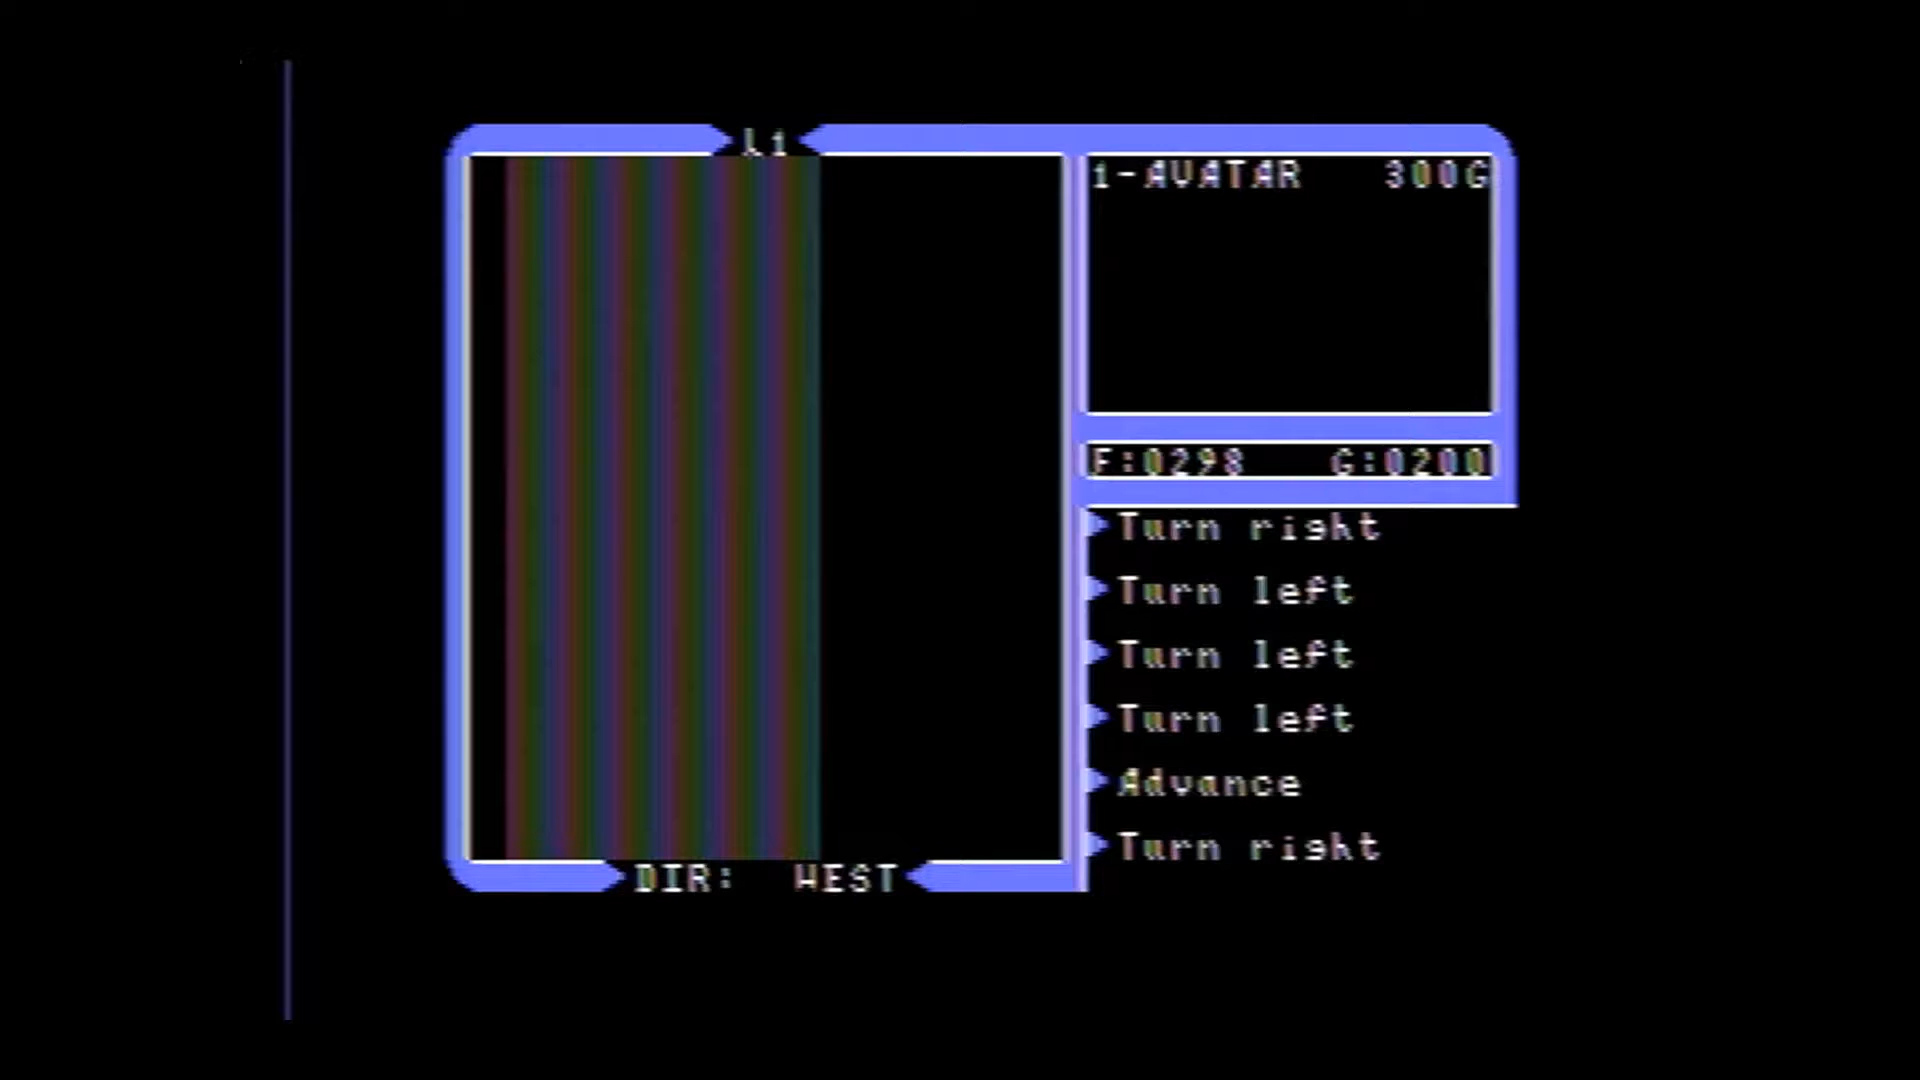 L1
1-AVATAR 300G
F:0298 G:0200
Turn right
Turn left
Turn left
Turn left
Advance
Turn right
DIR: WEST